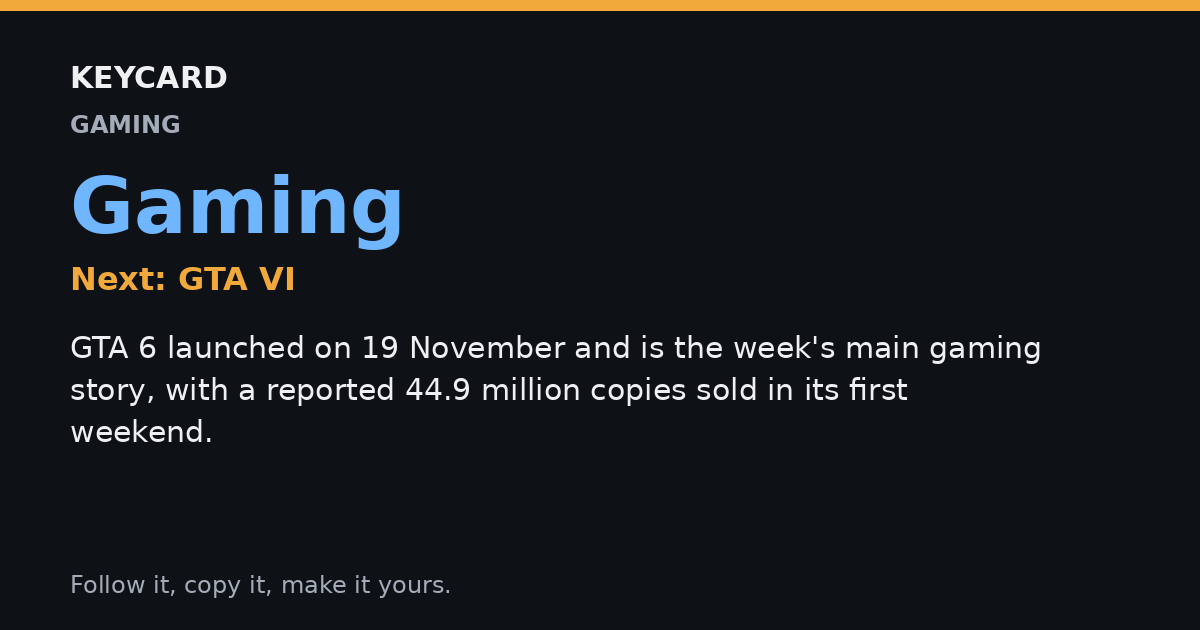 KEYCARD
GAMING
Gaming
Next: GTA VI
GTA 6 launched on 19 November and is the week's main gaming
story, with a reported 44.9 million copies sold in its first
weekend.
Follow it, copy it, make it yours.